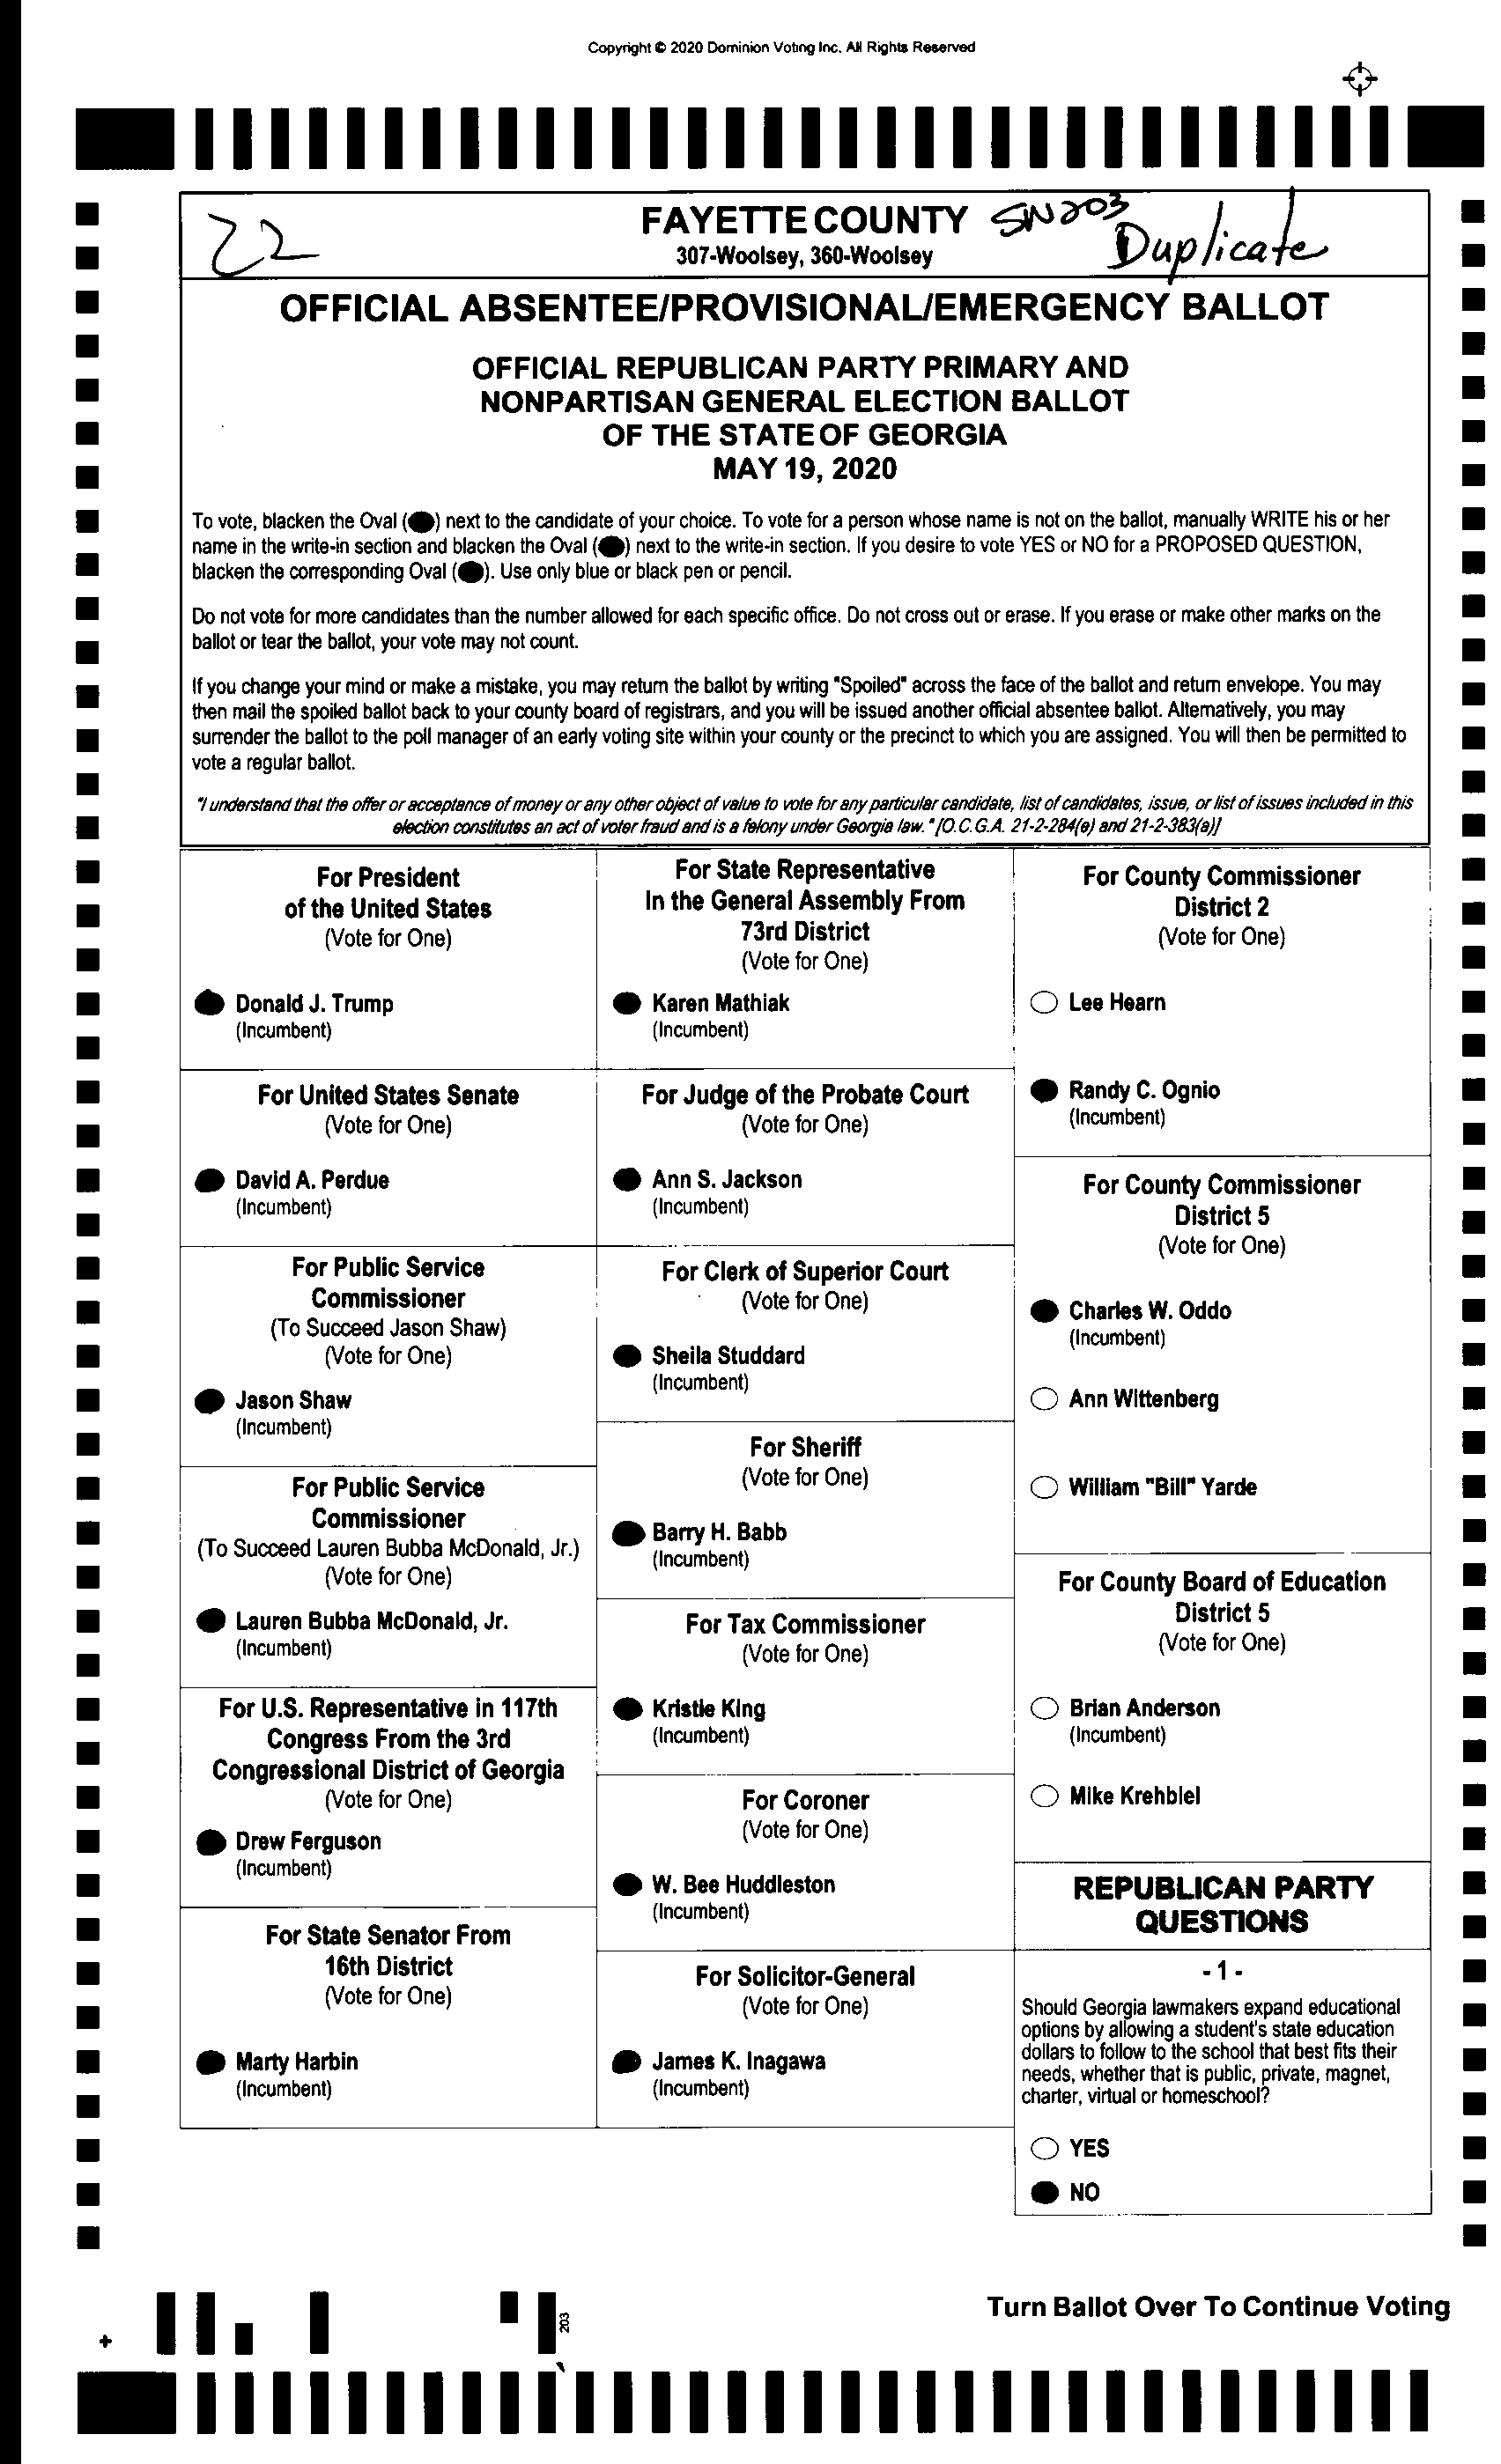 Copyright © 2020 Dominion Voting Inc. All Rights Reserved
22
FAYETTE COUNTY
SN203
307-Woolsey, 360-Woolsey
Duplicate
OFFICIAL ABSENTEE/PROVISIONAL/EMERGENCY BALLOT
OFFICIAL REPUBLICAN PARTY PRIMARY AND
NONPARTISAN GENERAL ELECTION BALLOT
OF THE STATE OF GEORGIA
MAY 19, 2020
To vote, blacken the Oval ( ) next to the candidate of your choice. To vote for a person whose name is not on the ballot, manually WRITE his or her
name in the write-in section and blacken the Oval ( ) next to the write-in section. If you desire to vote YES or NO for a PROPOSED QUESTION,
blacken the corresponding Oval ( ). Use only blue or black pen or pencil.
Do not vote for more candidates than the number allowed for each specific office. Do not cross out or erase. If you erase or make other marks on the
ballot or tear the ballot, your vote may not count.
If you change your mind or make a mistake, you may return the ballot by writing "Spoiled" across the face of the ballot and return envelope. You may
then mail the spoiled ballot back to your county board of registrars, and you will be issued another official absentee ballot. Alternatively, you may
surrender the ballot to the poll manager of an early voting site within your county or the precinct to which you are assigned. You will then be permitted to
vote a regular ballot.
"I understand that the offer or acceptance of money or any other object of value to vote for any particular candidate, list of candidates, issue, or list of issues included in this
election constitutes an act of voter fraud and is a felony under Georgia law." [O.C.G.A. 21-2-284(e) and 21-2-383(a)]
For President
of the United States
(Vote for One)
Donald J. Trump
(Incumbent)
For United States Senate
(Vote for One)
David A. Perdue
(Incumbent)
For Public Service
Commissioner
(To Succeed Jason Shaw)
(Vote for One)
Jason Shaw
(Incumbent)
For Public Service
Commissioner
(To Succeed Lauren Bubba McDonald, Jr.)
(Vote for One)
Lauren Bubba McDonald, Jr.
(Incumbent)
For U.S. Representative in 117th
Congress From the 3rd
Congressional District of Georgia
(Vote for One)
Drew Ferguson
(Incumbent)
For State Senator From
16th District
(Vote for One)
Marty Harbin
(Incumbent)
For State Representative
In the General Assembly From
73rd District
(Vote for One)
Karen Mathiak
(Incumbent)
For Judge of the Probate Court
(Vote for One)
Ann S. Jackson
(Incumbent)
For Clerk of Superior Court
(Vote for One)
Sheila Studdard
(Incumbent)
For Sheriff
(Vote for One)
Barry H. Babb
(Incumbent)
For Tax Commissioner
(Vote for One)
Kristie King
(Incumbent)
For Coroner
(Vote for One)
W. Bee Huddleston
(Incumbent)
For Solicitor-General
(Vote for One)
James K. Inagawa
(Incumbent)
For County Commissioner
District 2
(Vote for One)
Lee Hearn
Randy C. Ognio
(Incumbent)
For County Commissioner
District 5
(Vote for One)
Charles W. Oddo
(Incumbent)
Ann Wittenberg
William "Bill" Yarde
For County Board of Education
District 5
(Vote for One)
Brian Anderson
(Incumbent)
Mike Krehbiel
REPUBLICAN PARTY
QUESTIONS
- 1 -
Should Georgia lawmakers expand educational
options by allowing a student's state education
dollars to follow to the school that best fits their
needs, whether that is public, private, magnet,
charter, virtual or homeschool?
YES
NO
Turn Ballot Over To Continue Voting
203